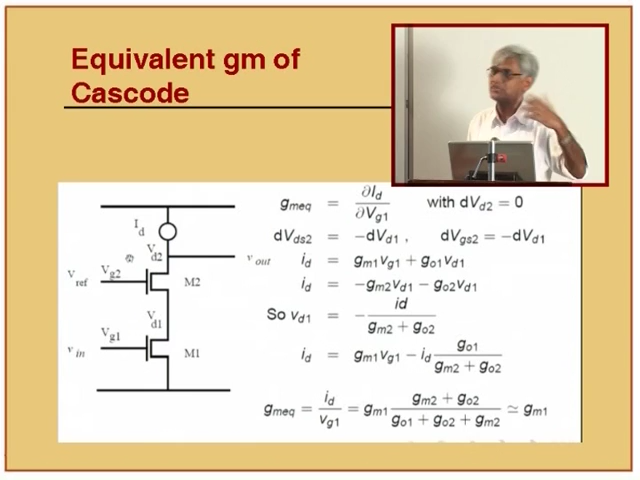 Equivalent gm of
Cascode
g_meq = ∂I_d / ∂V_g1 with dV_d2 = 0
dV_ds2 = -dV_d1 , dV_gs2 = -dV_d1
i_d = g_m1 v_g1 + g_o1 v_d1
i_d = -g_m2 v_d1 - g_o2 v_d1
So v_d1 = - id / (g_m2 + g_o2)
i_d = g_m1 v_g1 - i_d g_o1 / (g_m2 + g_o2)
g_meq = i_d / v_g1 = g_m1 (g_m2 + g_o2) / (g_o1 + g_o2 + g_m2) ≃ g_m1
I_d
V_d2
v_out
V_ref
V_g2
M2
V_d1
V_g1
v_in
M1